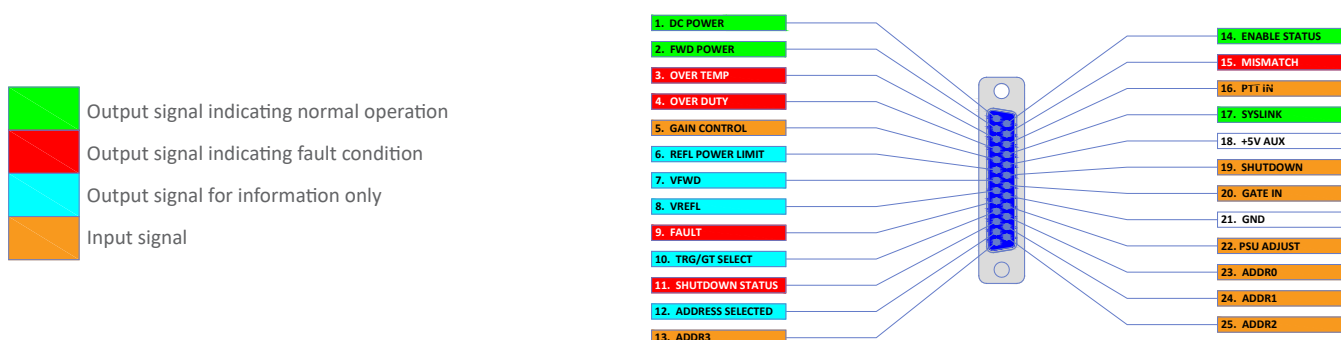 Output signal indicating normal operation
Output signal indicating fault condition
Output signal for information only
Input signal
1. DC POWER
2. FWD POWER
3. OVER TEMP
4. OVER DUTY
5. GAIN CONTROL
6. REFL POWER LIMIT
7. VFWD
8. VREFL
9. FAULT
10. TRG/GT SELECT
11. SHUTDOWN STATUS
12. ADDRESS SELECTED
13. ADDR3
14. ENABLE STATUS
15. MISMATCH
16. PTT IN
17. SYSLINK
18. +5V AUX
19. SHUTDOWN
20. GATE IN
21. GND
22. PSU ADJUST
23. ADDR0
24. ADDR1
25. ADDR2